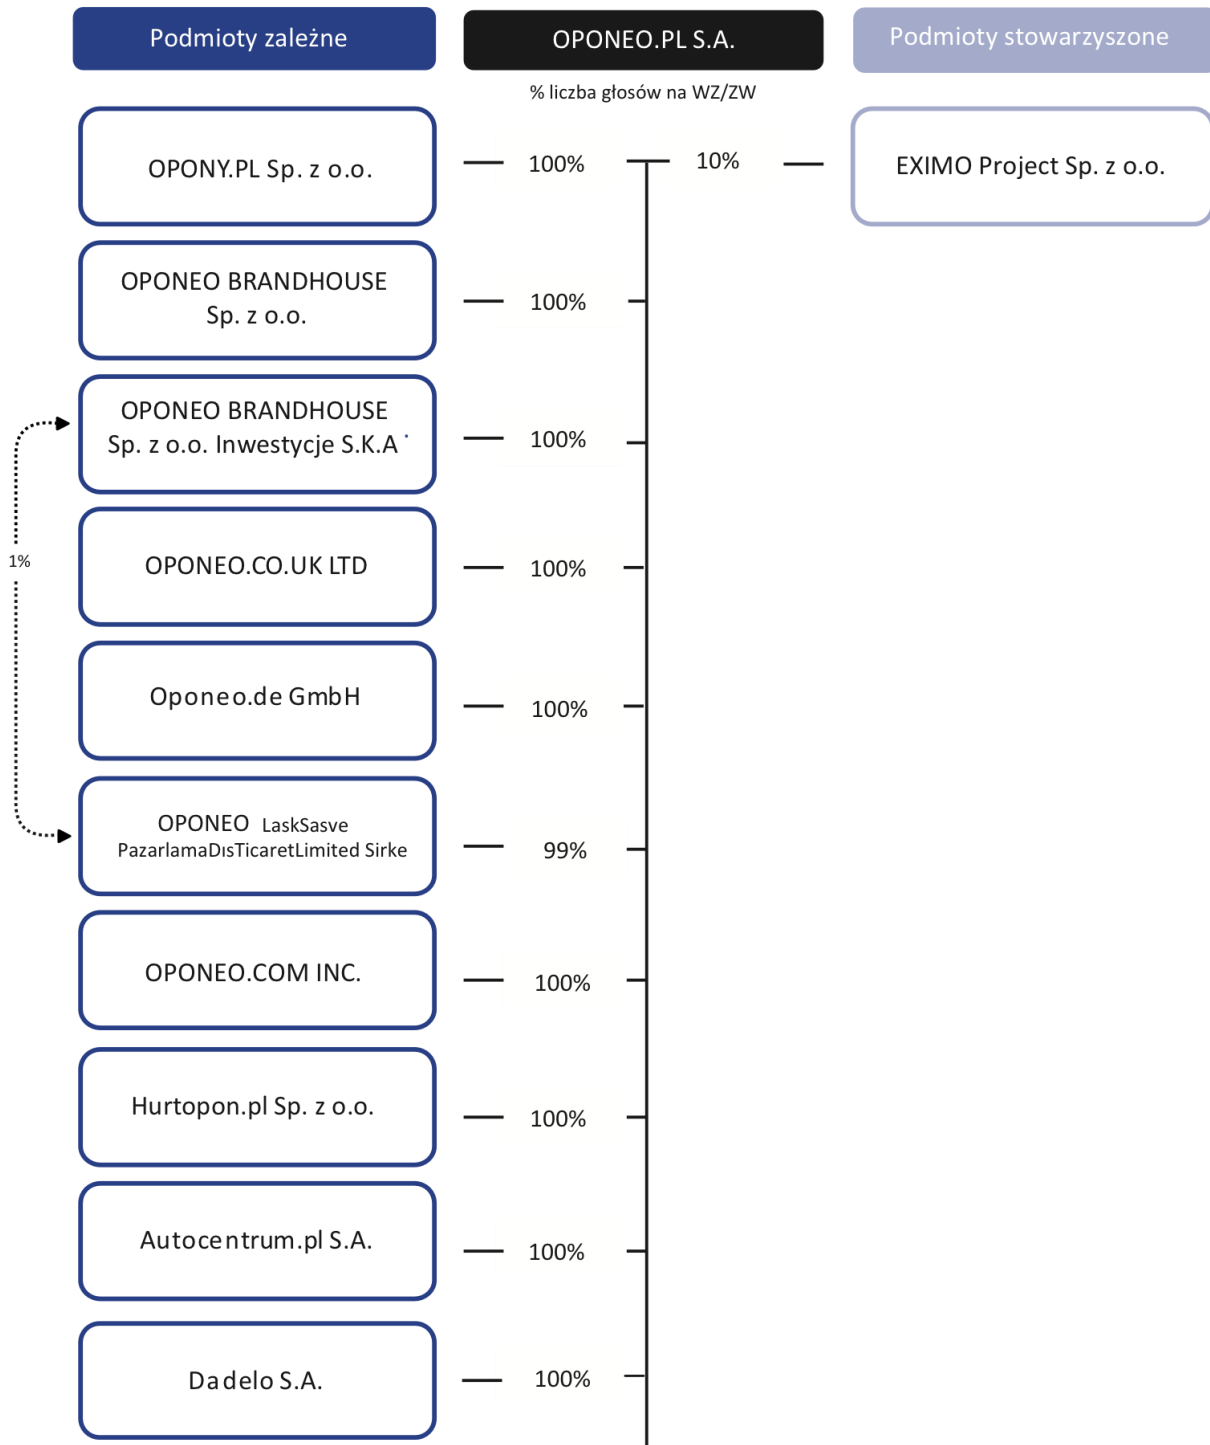 Podmioty zależne
OPONEO.PL S.A.
Podmioty stowarzyszone
% liczba głosów na WZ/ZW
OPONY.PL Sp. z o.o.
100%
10%
EXIMO Project Sp. z o.o.
OPONEO BRANDHOUSE
Sp. z o.o.
100%
OPONEO BRANDHOUSE
Sp. z o.o. Inwestycje S.K.A
100%
1%
OPONEO.CO.UK LTD
100%
Oponeo.de GmbH
100%
OPONEO LaskSasve
PazarlamaDısTicaretLimited Sirke
99%
OPONEO.COM INC.
100%
Hurtopon.pl Sp. z o.o.
100%
Autocentrum.pl S.A.
100%
Dadelo S.A.
100%